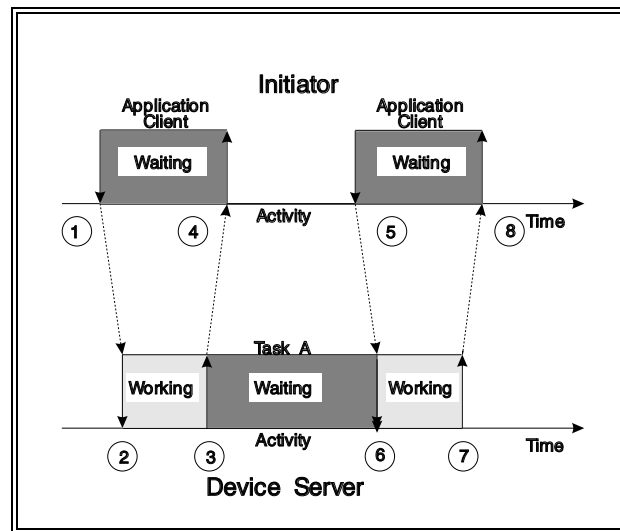 Initiator
Application
Client
Application
Client
Waiting
Waiting
1
4
Activity
5
8
Time
Task A
Working
Waiting
Working
2
3
Activity
6
7
Time
Device Server